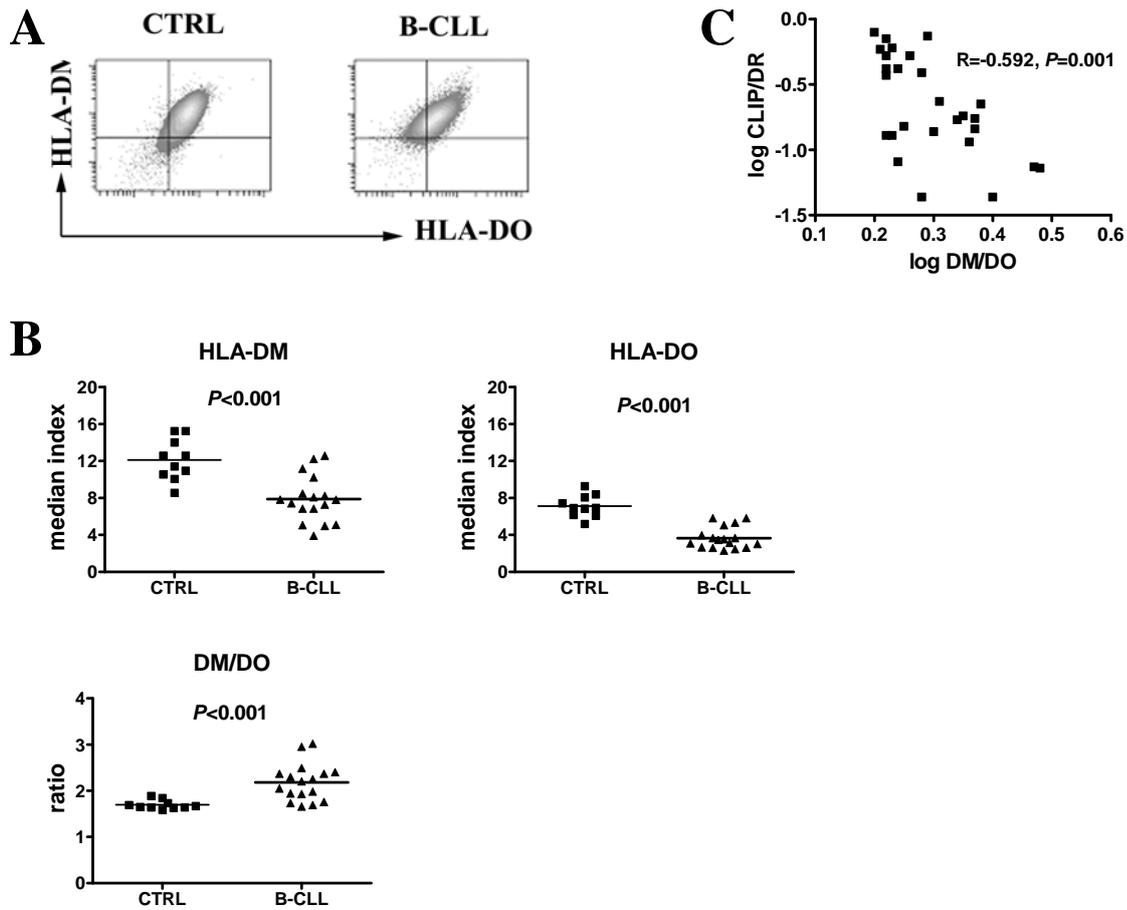 A
CTRL
B-CLL
HLA-DM
HLA-DO
C
0.0
-0.5
-1.0
-1.5
log CLIP/DR
R=-0.592, P=0.001
0.1 0.2 0.3 0.4 0.5 0.6
log DM/DO
B
HLA-DM
P<0.001
20
16
12
8
4
0
median index
CTRL B-CLL
HLA-DO
P<0.001
20
16
12
8
4
0
median index
CTRL B-CLL
DM/DO
P<0.001
4
3
2
1
0
ratio
CTRL B-CLL